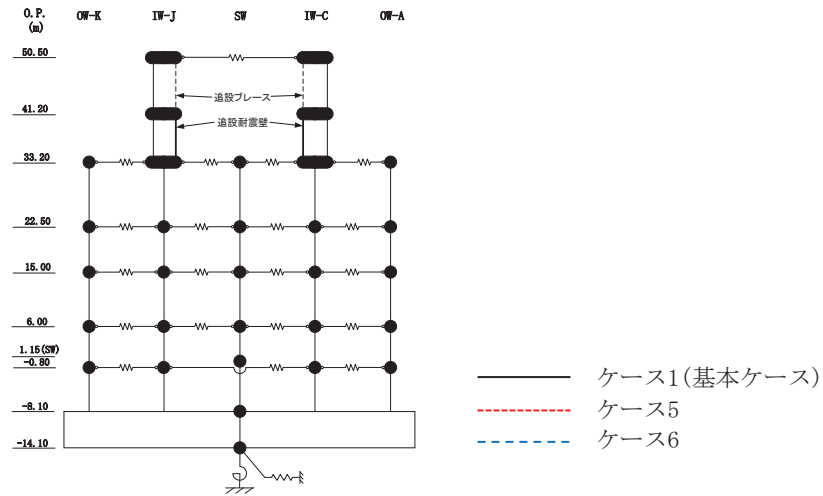 O.P.
(m)
OW-K IW-J SW IW-C OW-A
50.50
追設ブレース
41.20
追設耐震壁
33.20
22.50
15.00
6.00
1.15(SW)
-0.80
-8.10
-14.10
ケース1(基本ケース)
ケース5
ケース6